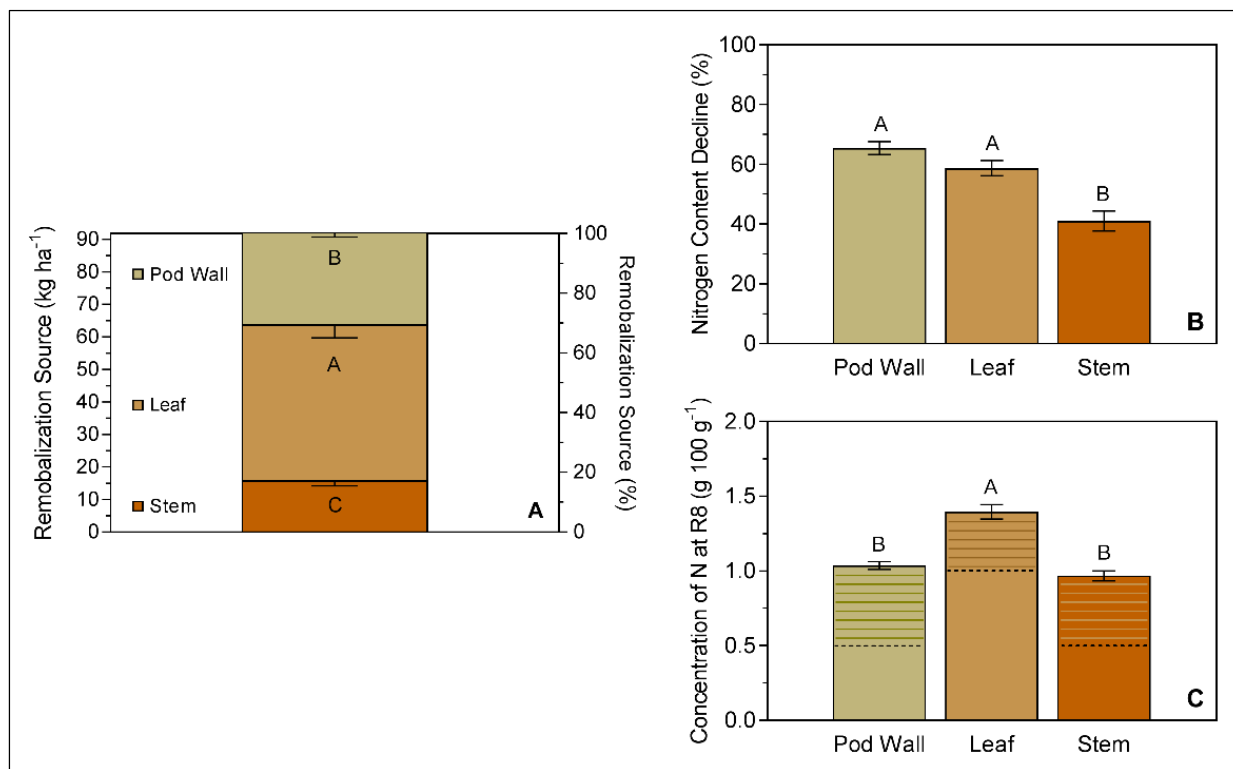 Remobalization Source (kg ha⁻¹)
90
80
70
60
50
40
30
20
10
0
Pod Wall
Leaf
Stem
B
A
C
100
80
60
40
20
0
Remobalization Source (%)
A
Nitrogen Content Decline (%)
100
80
60
40
20
0
A
A
B
Pod Wall
Leaf
Stem
B
Concentration of N at R8 (g 100 g⁻¹)
2.0
1.5
1.0
0.5
0.0
B
A
B
Pod Wall
Leaf
Stem
C